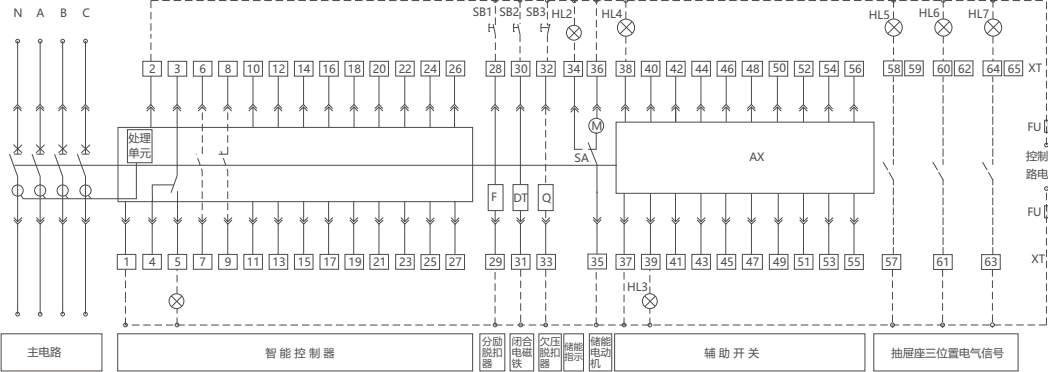 SB1 SB2 SB3 HL2 HL4 HL5 HL6 HL7
N A B C
2 3 6 8 10 12 14 16 18 20 22 24 26 28 30 32 34 36 38 40 42 44 46 48 50 52 54 56 58 59 60 62 64 65 XT
FU
处理
单元
M
SA
AX
控制
路电
F DT Q
FU
1 4 5 7 9 11 13 15 17 19 21 23 25 27 29 31 33 35 37 39 41 43 45 47 49 51 53 55 57 61 63 XT
HL3
主电路
智能控制器
分励
脱扣
器
闭合
电磁
铁
欠压
脱扣
器
储能
指示
储能
电动
机
辅助开关
抽屉座三位置电气信号